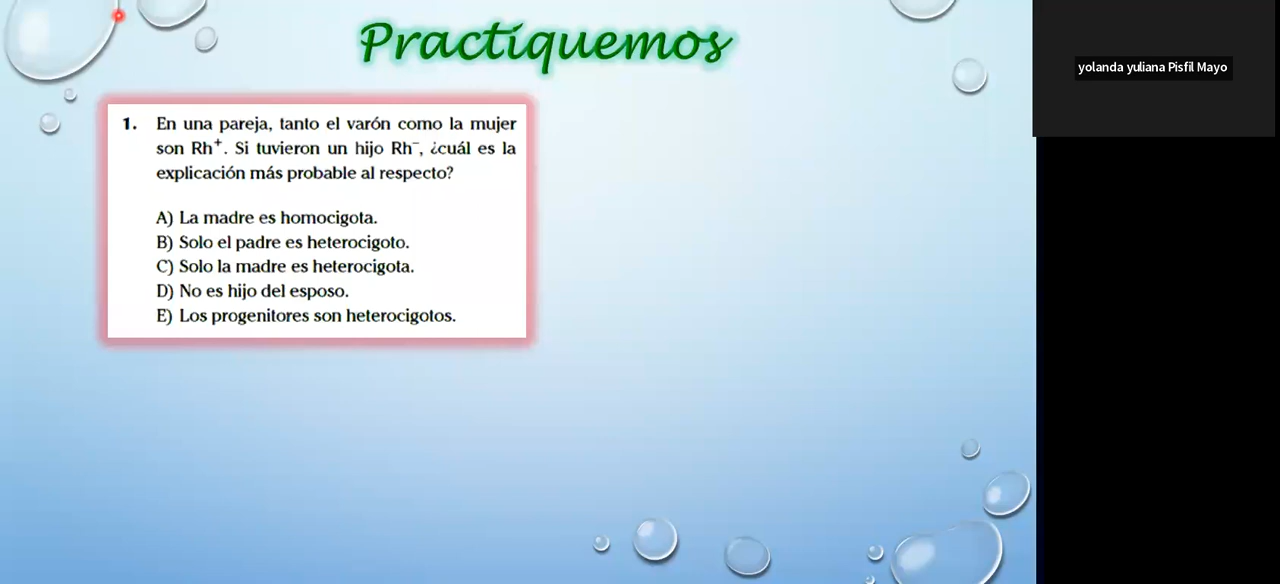 Practiquemos
yolanda yuliana Pisfil Mayo
1. En una pareja, tanto el varón como la mujer
son Rh⁺. Si tuvieron un hijo Rh⁻, ¿cuál es la
explicación más probable al respecto?
A) La madre es homocigota.
B) Solo el padre es heterocigoto.
C) Solo la madre es heterocigota.
D) No es hijo del esposo.
E) Los progenitores son heterocigotos.